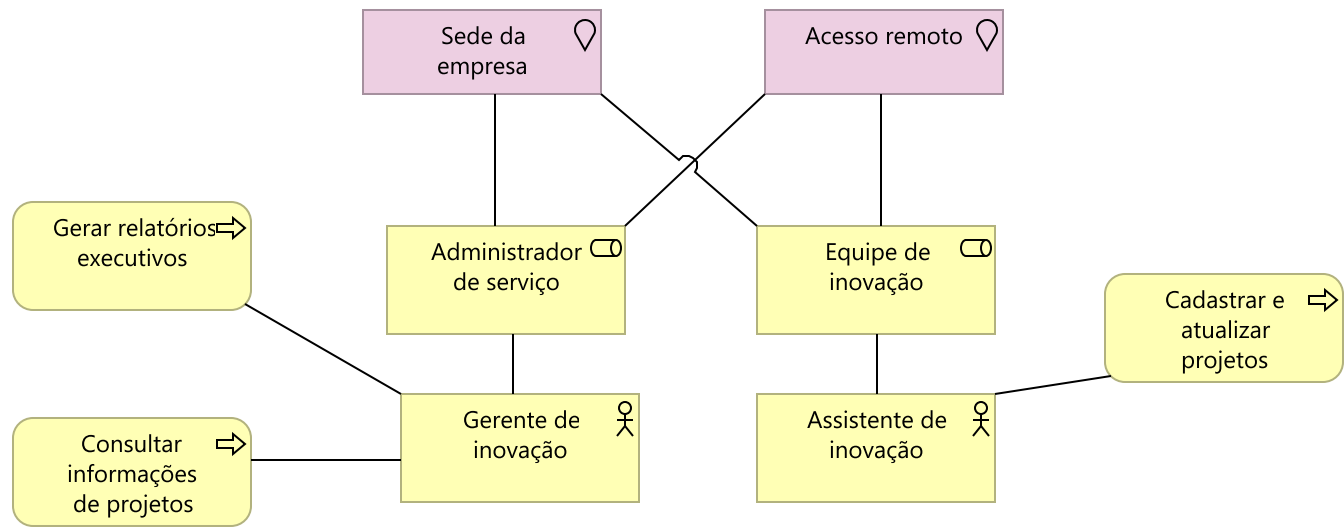 Sede da
empresa
Acesso remoto
Gerar relatórios
executivos
Administrador
de serviço
Equipe de
inovação
Cadastrar e
atualizar
projetos
Consultar
informações
de projetos
Gerente de
inovação
Assistente de
inovação